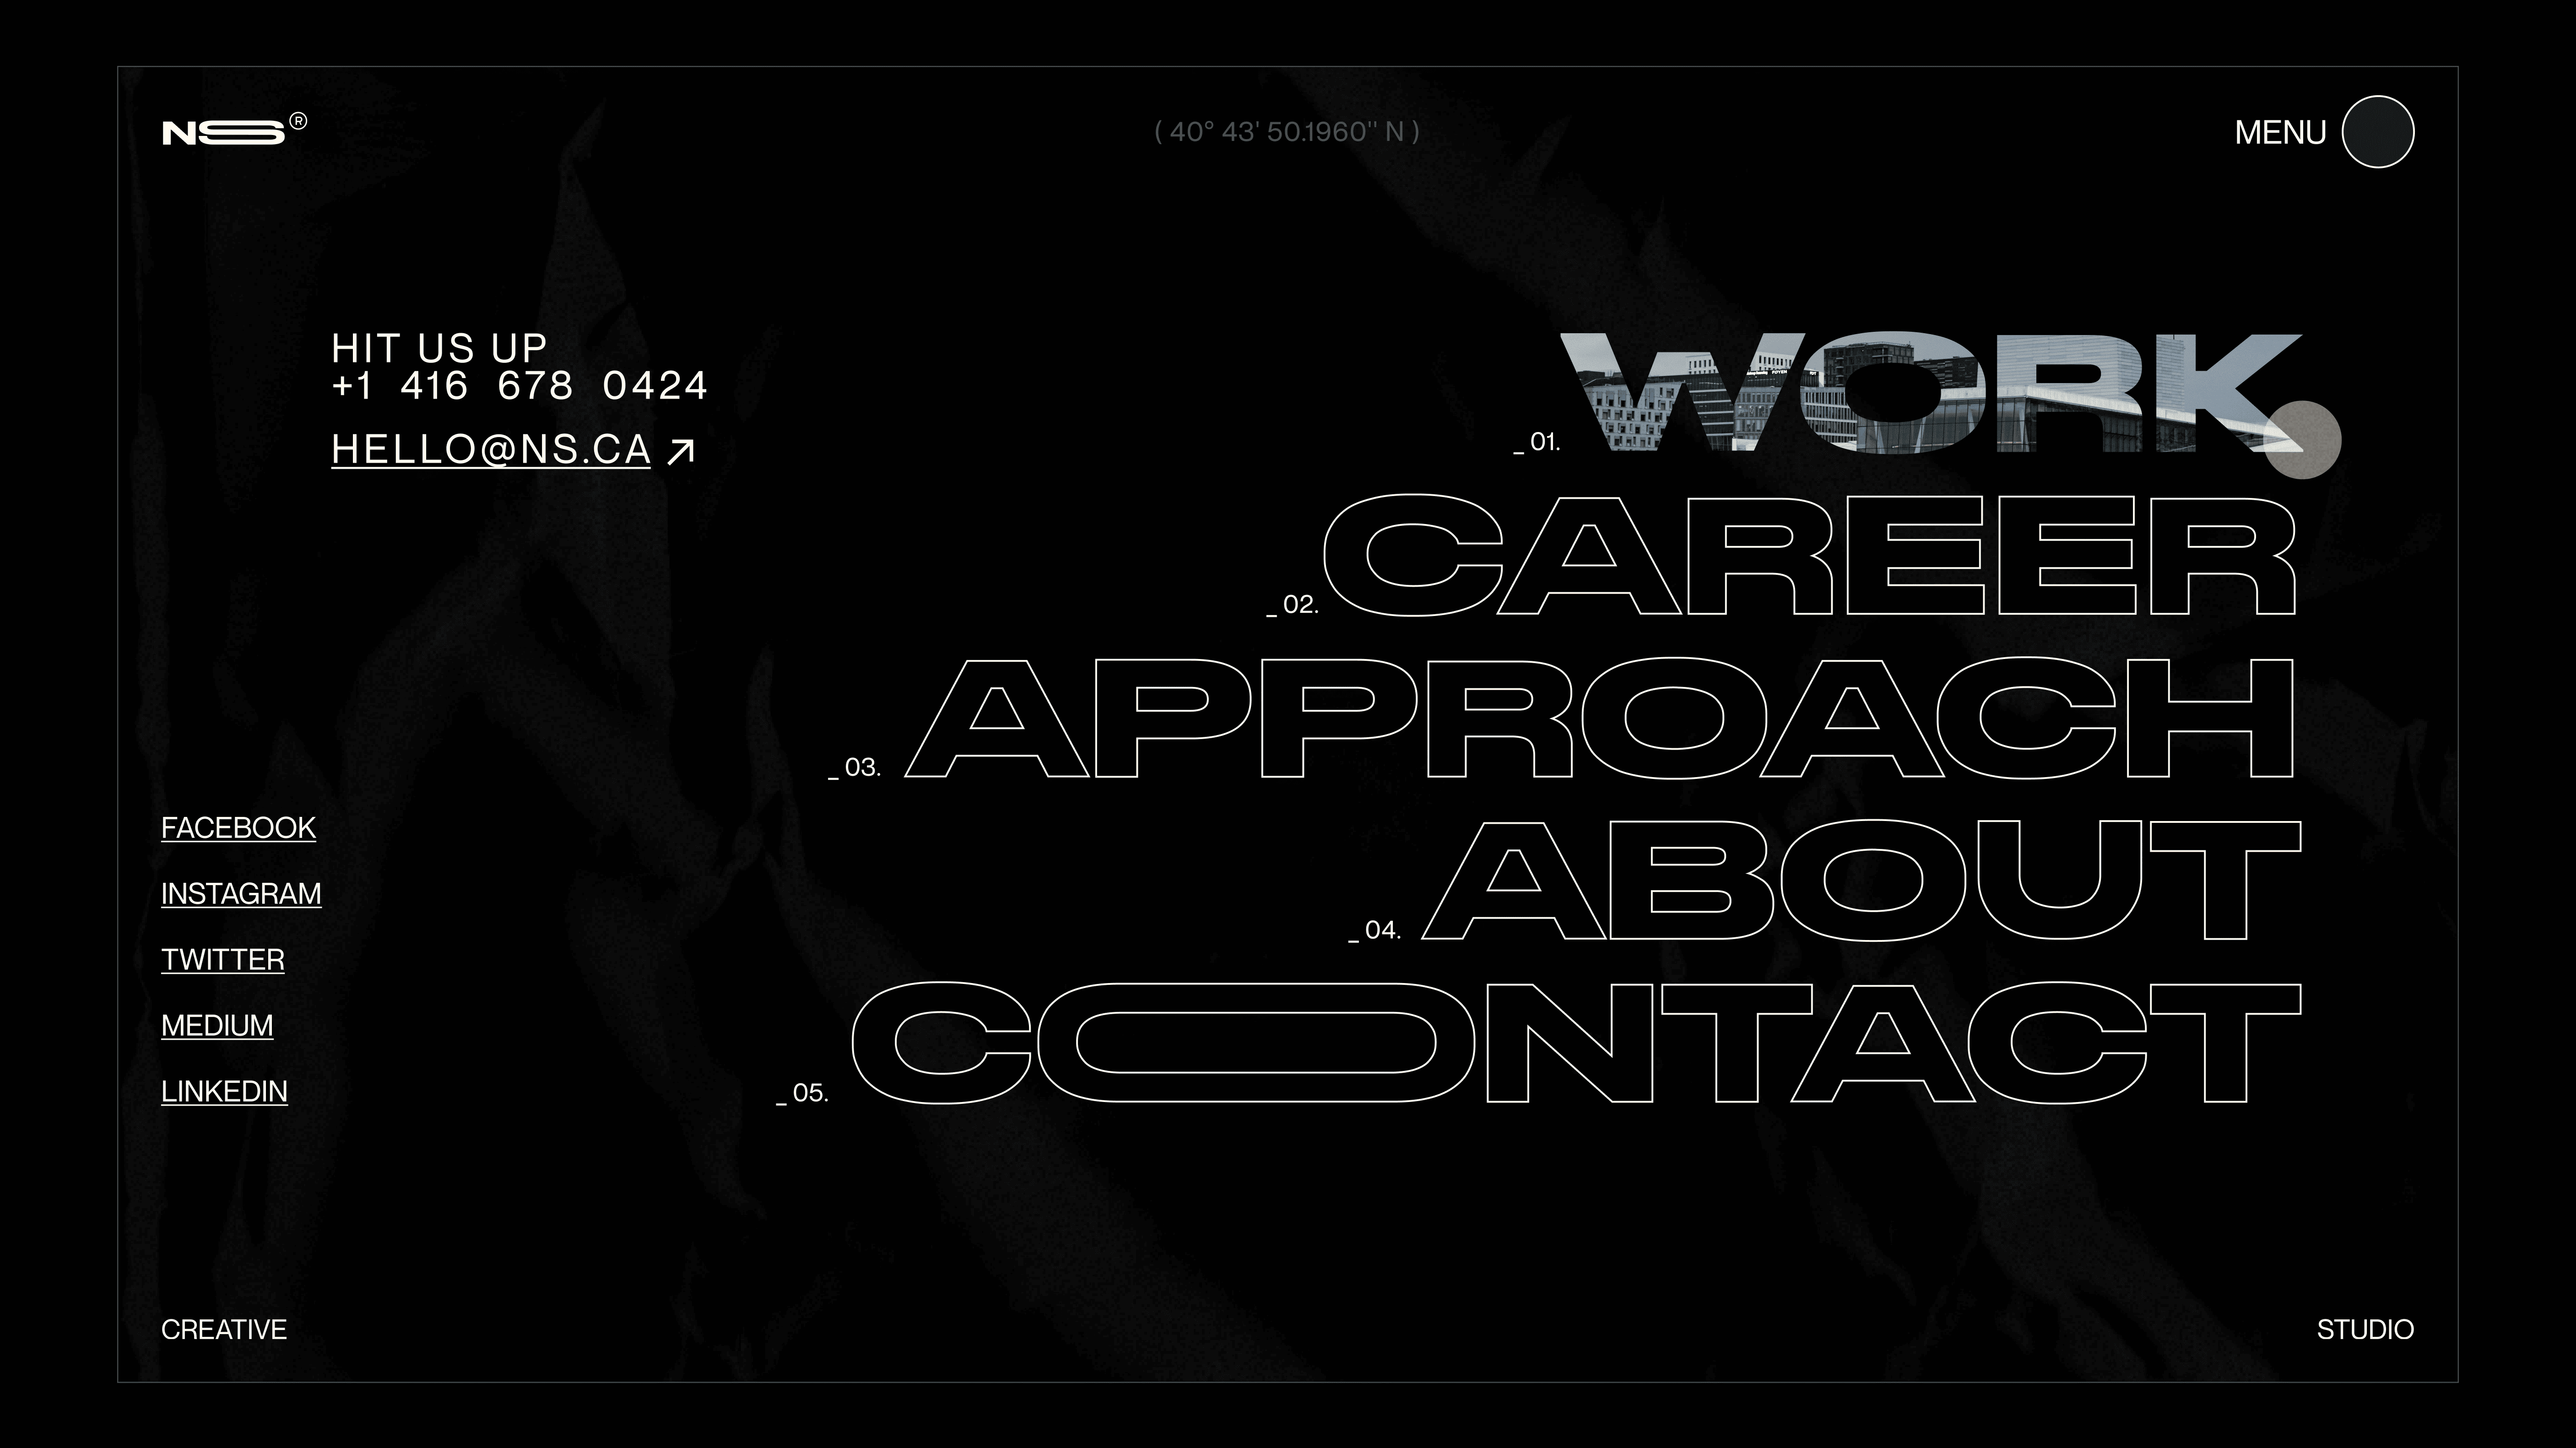 NS®
( 40° 43' 50.1960'' N )
MENU
HIT US UP
+1 416 678 0424
HELLO@NS.CA ↗
_ 01. WORK
_ 02. CAREER
_ 03. APPROACH
_ 04. ABOUT
_ 05. CONTACT
FACEBOOK
INSTAGRAM
TWITTER
MEDIUM
LINKEDIN
CREATIVE
STUDIO